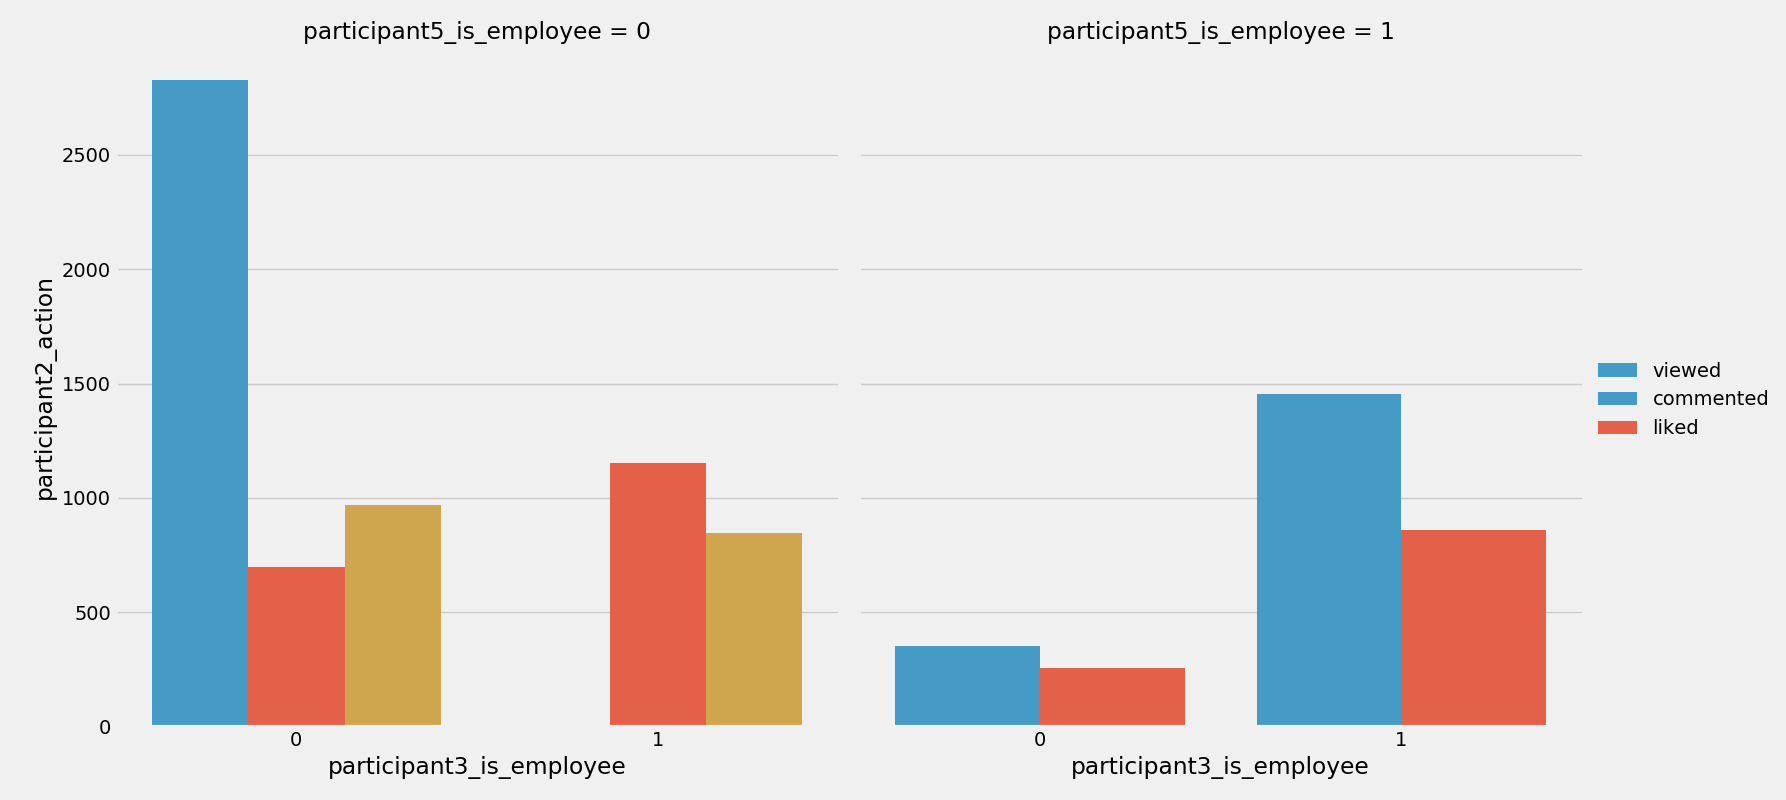 participant5_is_employee = 0
participant5_is_employee = 1
participant2_action
2500
2000
1500
1000
500
0
0
1
0
1
participant3_is_employee
participant3_is_employee
viewed
commented
liked